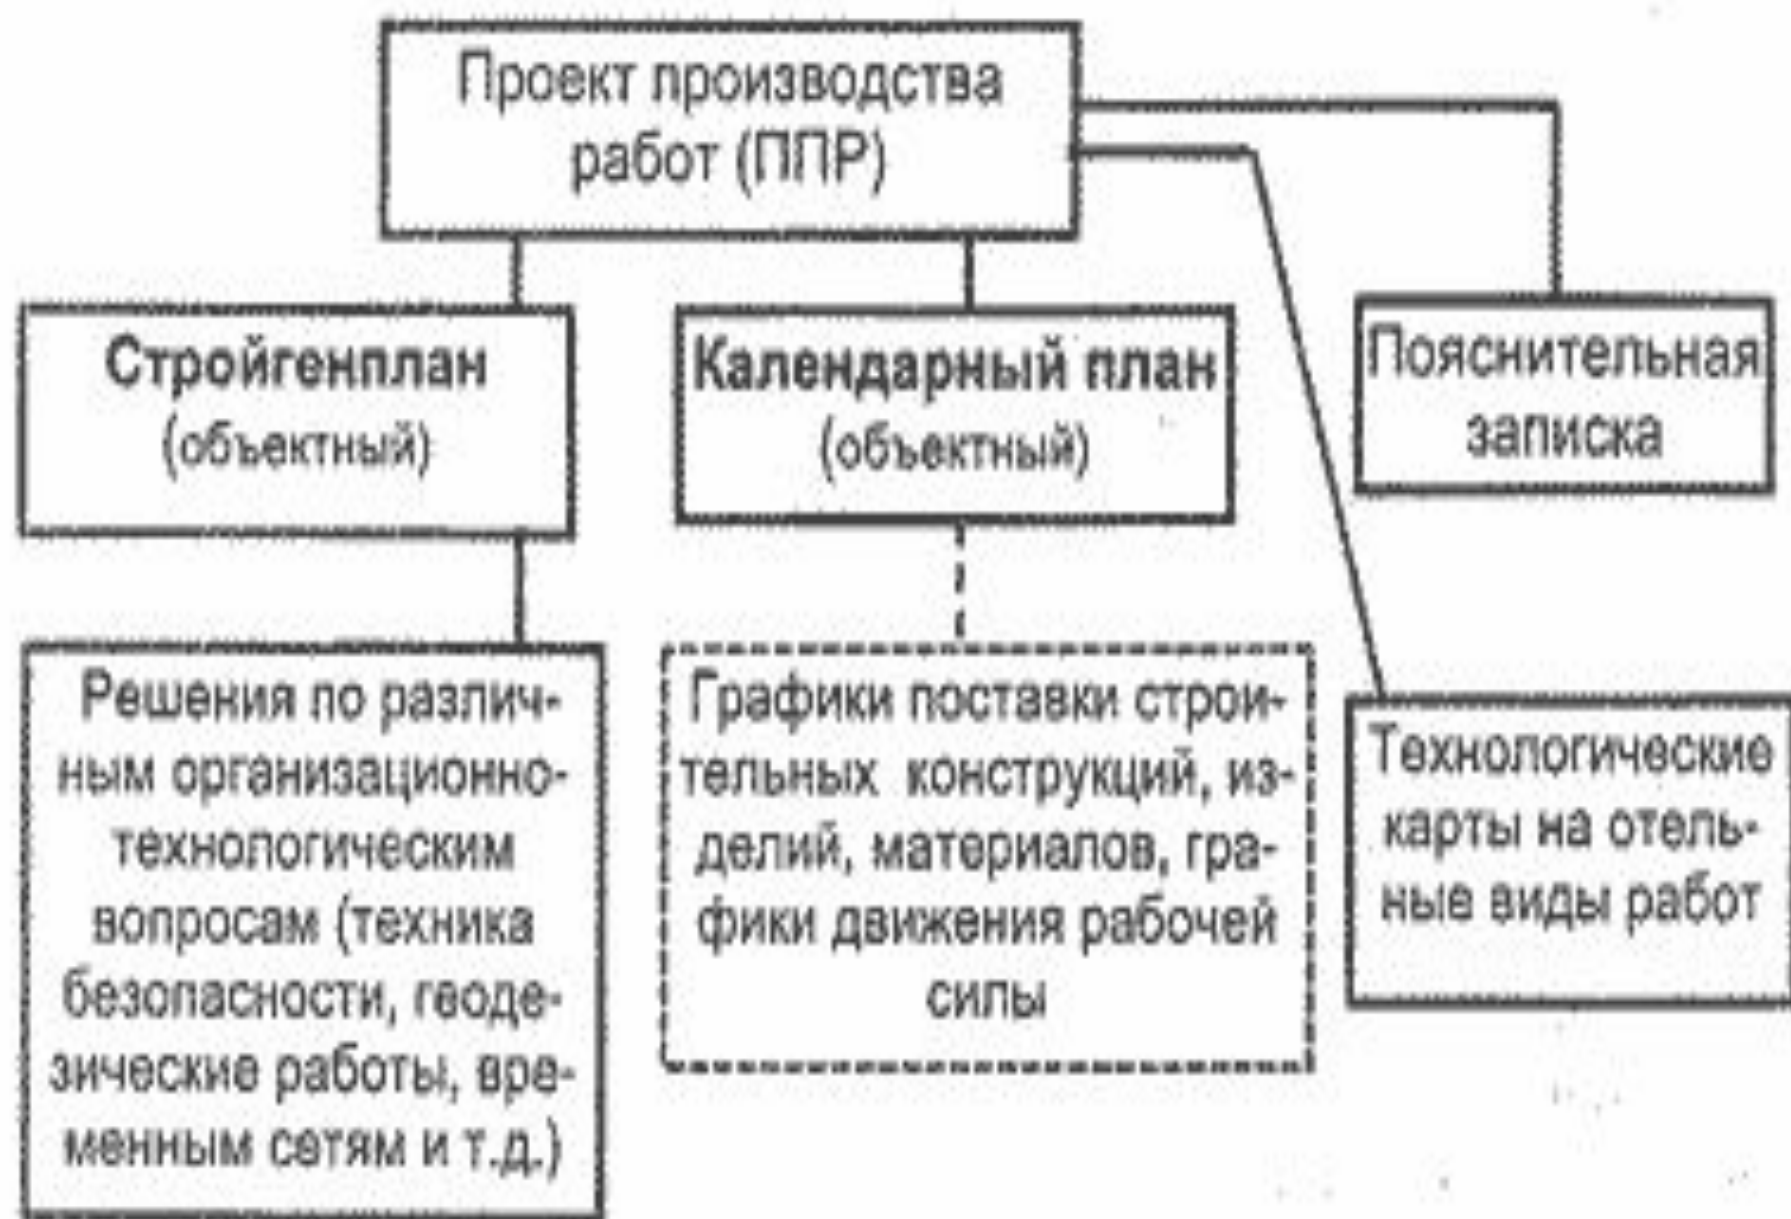 Проект производства
работ (ППР)
Стройгенплан
(объектный)
Календарный план
(объектный)
Пояснительная
записка
Решения по различ-
ным организационно-
технологическим
вопросам (техника
безопасности, геоде-
зические работы, вре-
менным сетям и т.д.)
Графики поставки строи-
тельных конструкций, из-
делий, материалов, гра-
фики движения рабочей
силы
Технологические
карты на отель-
ные виды работ